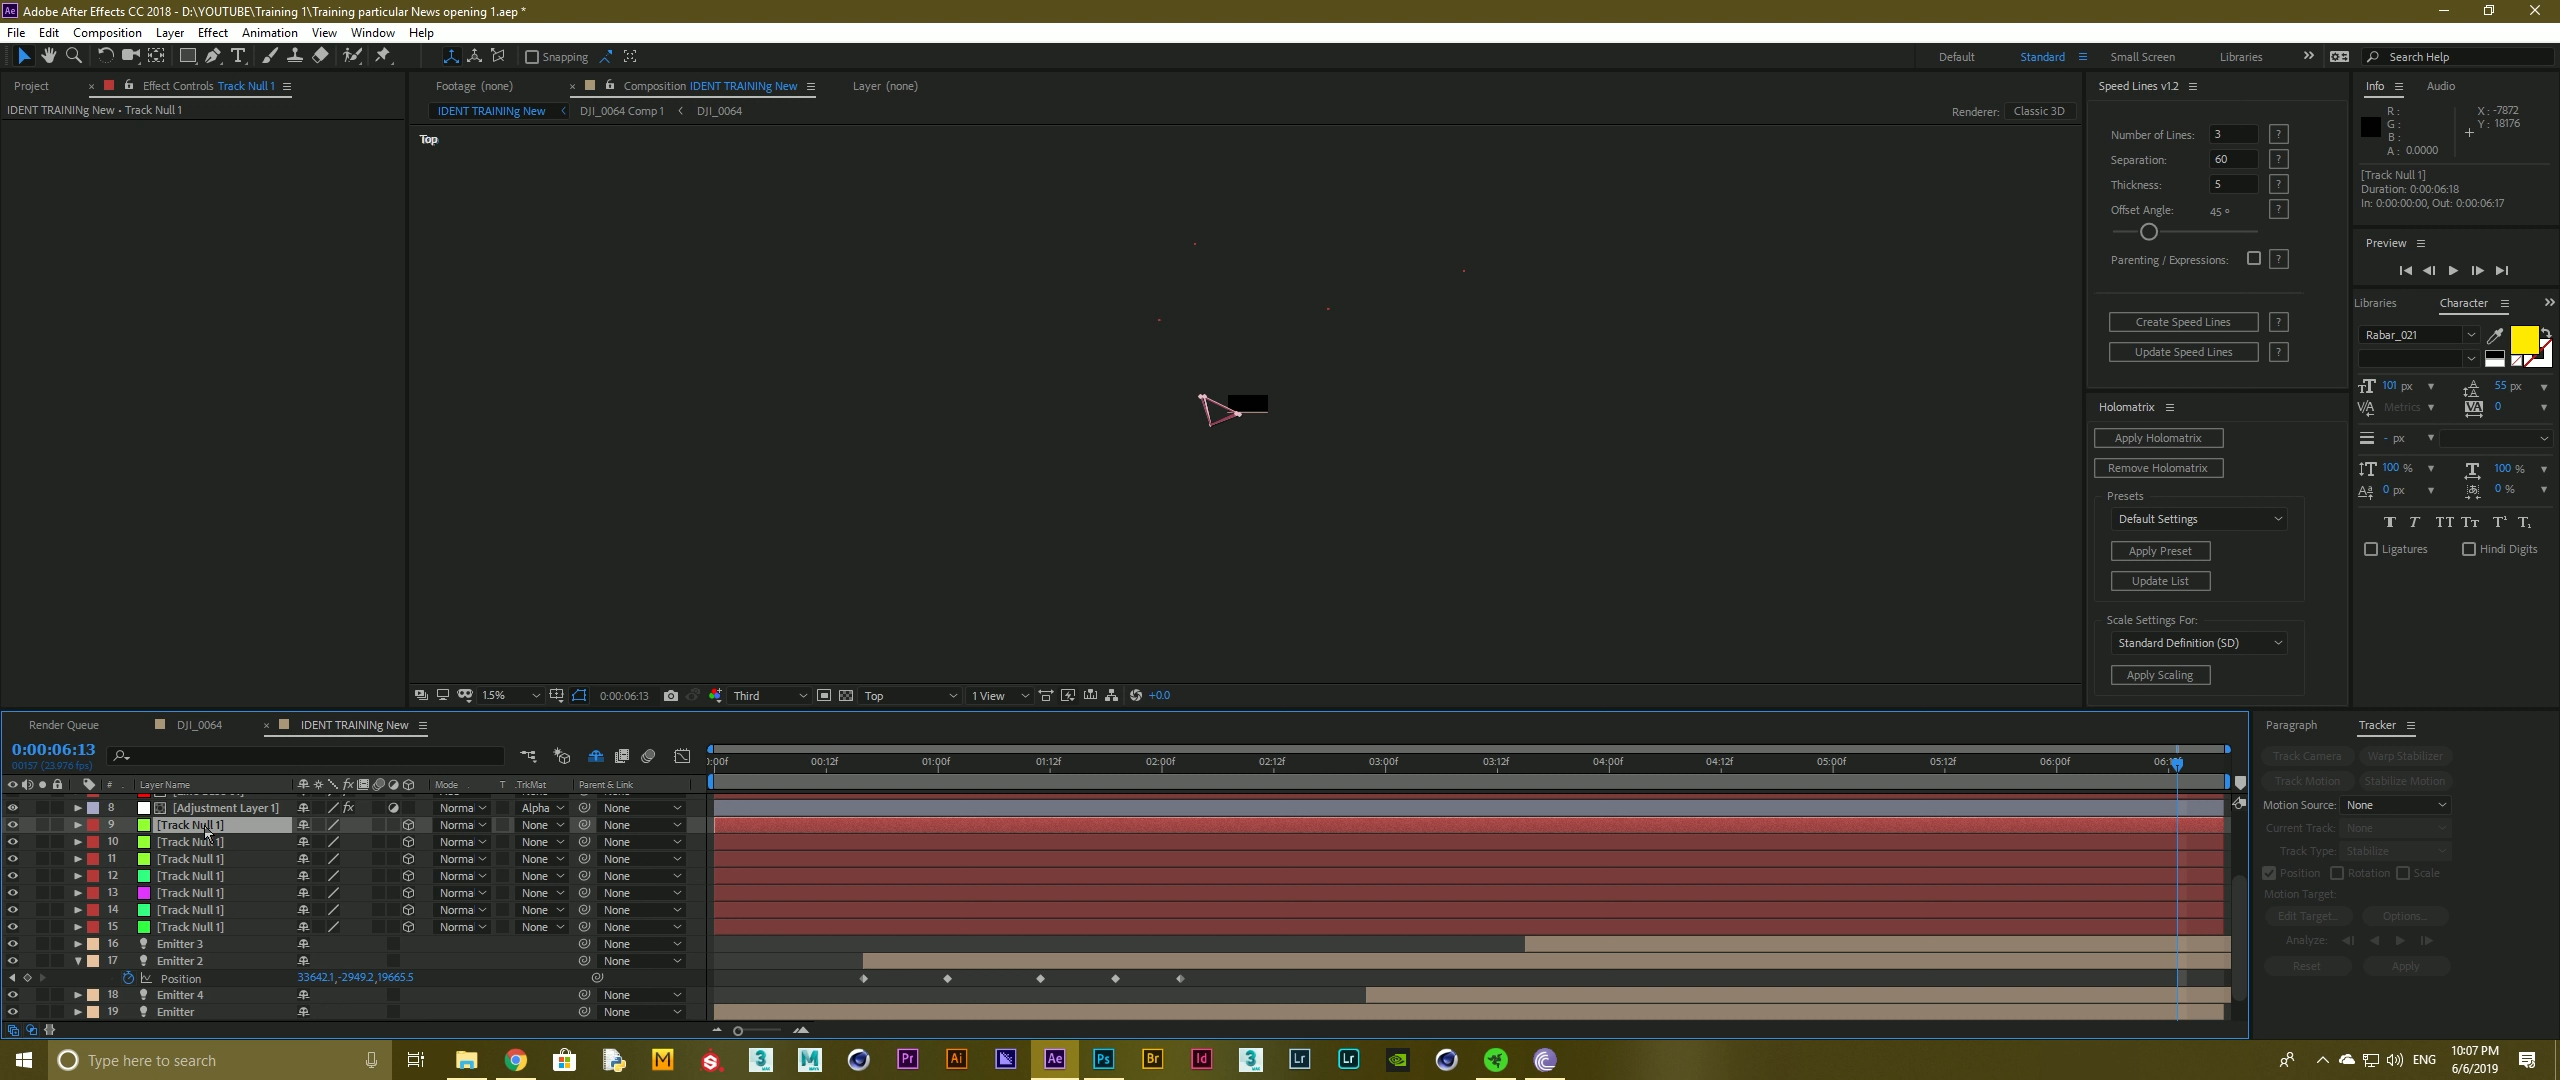 Adobe After Effects CC 2018 - D:\YOUTUBE\Training 1\Training particular News opening 1.aep *
File Edit Composition Layer Effect Animation View Window Help
Snapping
Default Standard Small Screen Libraries Search Help
Project Effect Controls Track Null 1
IDENT TRAINING New • Track Null 1
Footage (none) Composition IDENT TRAINING New Layer (none)
IDENT TRAINING New DJI_0064 Comp 1 DJI_0064
Renderer: Classic 3D
Top
1.5% 0:00:06:13 Third Top 1 View +0.0
Speed Lines v1.2
Number of Lines: 3 ?
Separation: 60 ?
Thickness: 5 ?
Offset Angle: 45 ° ?
Parenting / Expressions: ?
Create Speed Lines ?
Update Speed Lines ?
Holomatrix
Apply Holomatrix
Remove Holomatrix
Presets
Default Settings
Apply Preset
Update List
Scale Settings For:
Standard Definition (SD)
Apply Scaling
Info Audio
R: X: -7872
G: Y: 18176
B:
A: 0.0000
[Track Null 1]
Duration: 0:00:06:18
In: 0:00:00:00, Out: 0:00:06:17
Preview
Libraries Character
Rabar_021
101 px 55 px
Metrics 0
- px
100 % 100 %
0 px 0 %
Ligatures Hindi Digits
Render Queue DJI_0064 IDENT TRAINING New
0:00:06:13
00157 (23.976 fps)
# Layer Name Mode T .TrkMat Parent & Link
00f 00:12f 01:00f 01:12f 02:00f 02:12f 03:00f 03:12f 04:00f 04:12f 05:00f 05:12f 06:00f
8 [Adjustment Layer 1] Norma Alpha None
9 [Track Null 1] Norma None None
10 [Track Null 1] Norma None None
11 [Track Null 1] Norma None None
12 [Track Null 1] Norma None None
13 [Track Null 1] Norma None None
14 [Track Null 1] Norma None None
15 [Track Null 1] Norma None None
16 Emitter 3 None
17 Emitter 2 None
Position 33642.1,-2949.2,19665.5
18 Emitter 4 None
19 Emitter None
Paragraph Tracker
Track Camera Warp Stabilizer
Track Motion Stabilize Motion
Motion Source: None
Current Track: None
Track Type: Stabilize
Position Rotation Scale
Motion Target:
Edit Target... Options...
Analyze:
Reset Apply
Type here to search
ENG 10:07 PM
6/6/2019